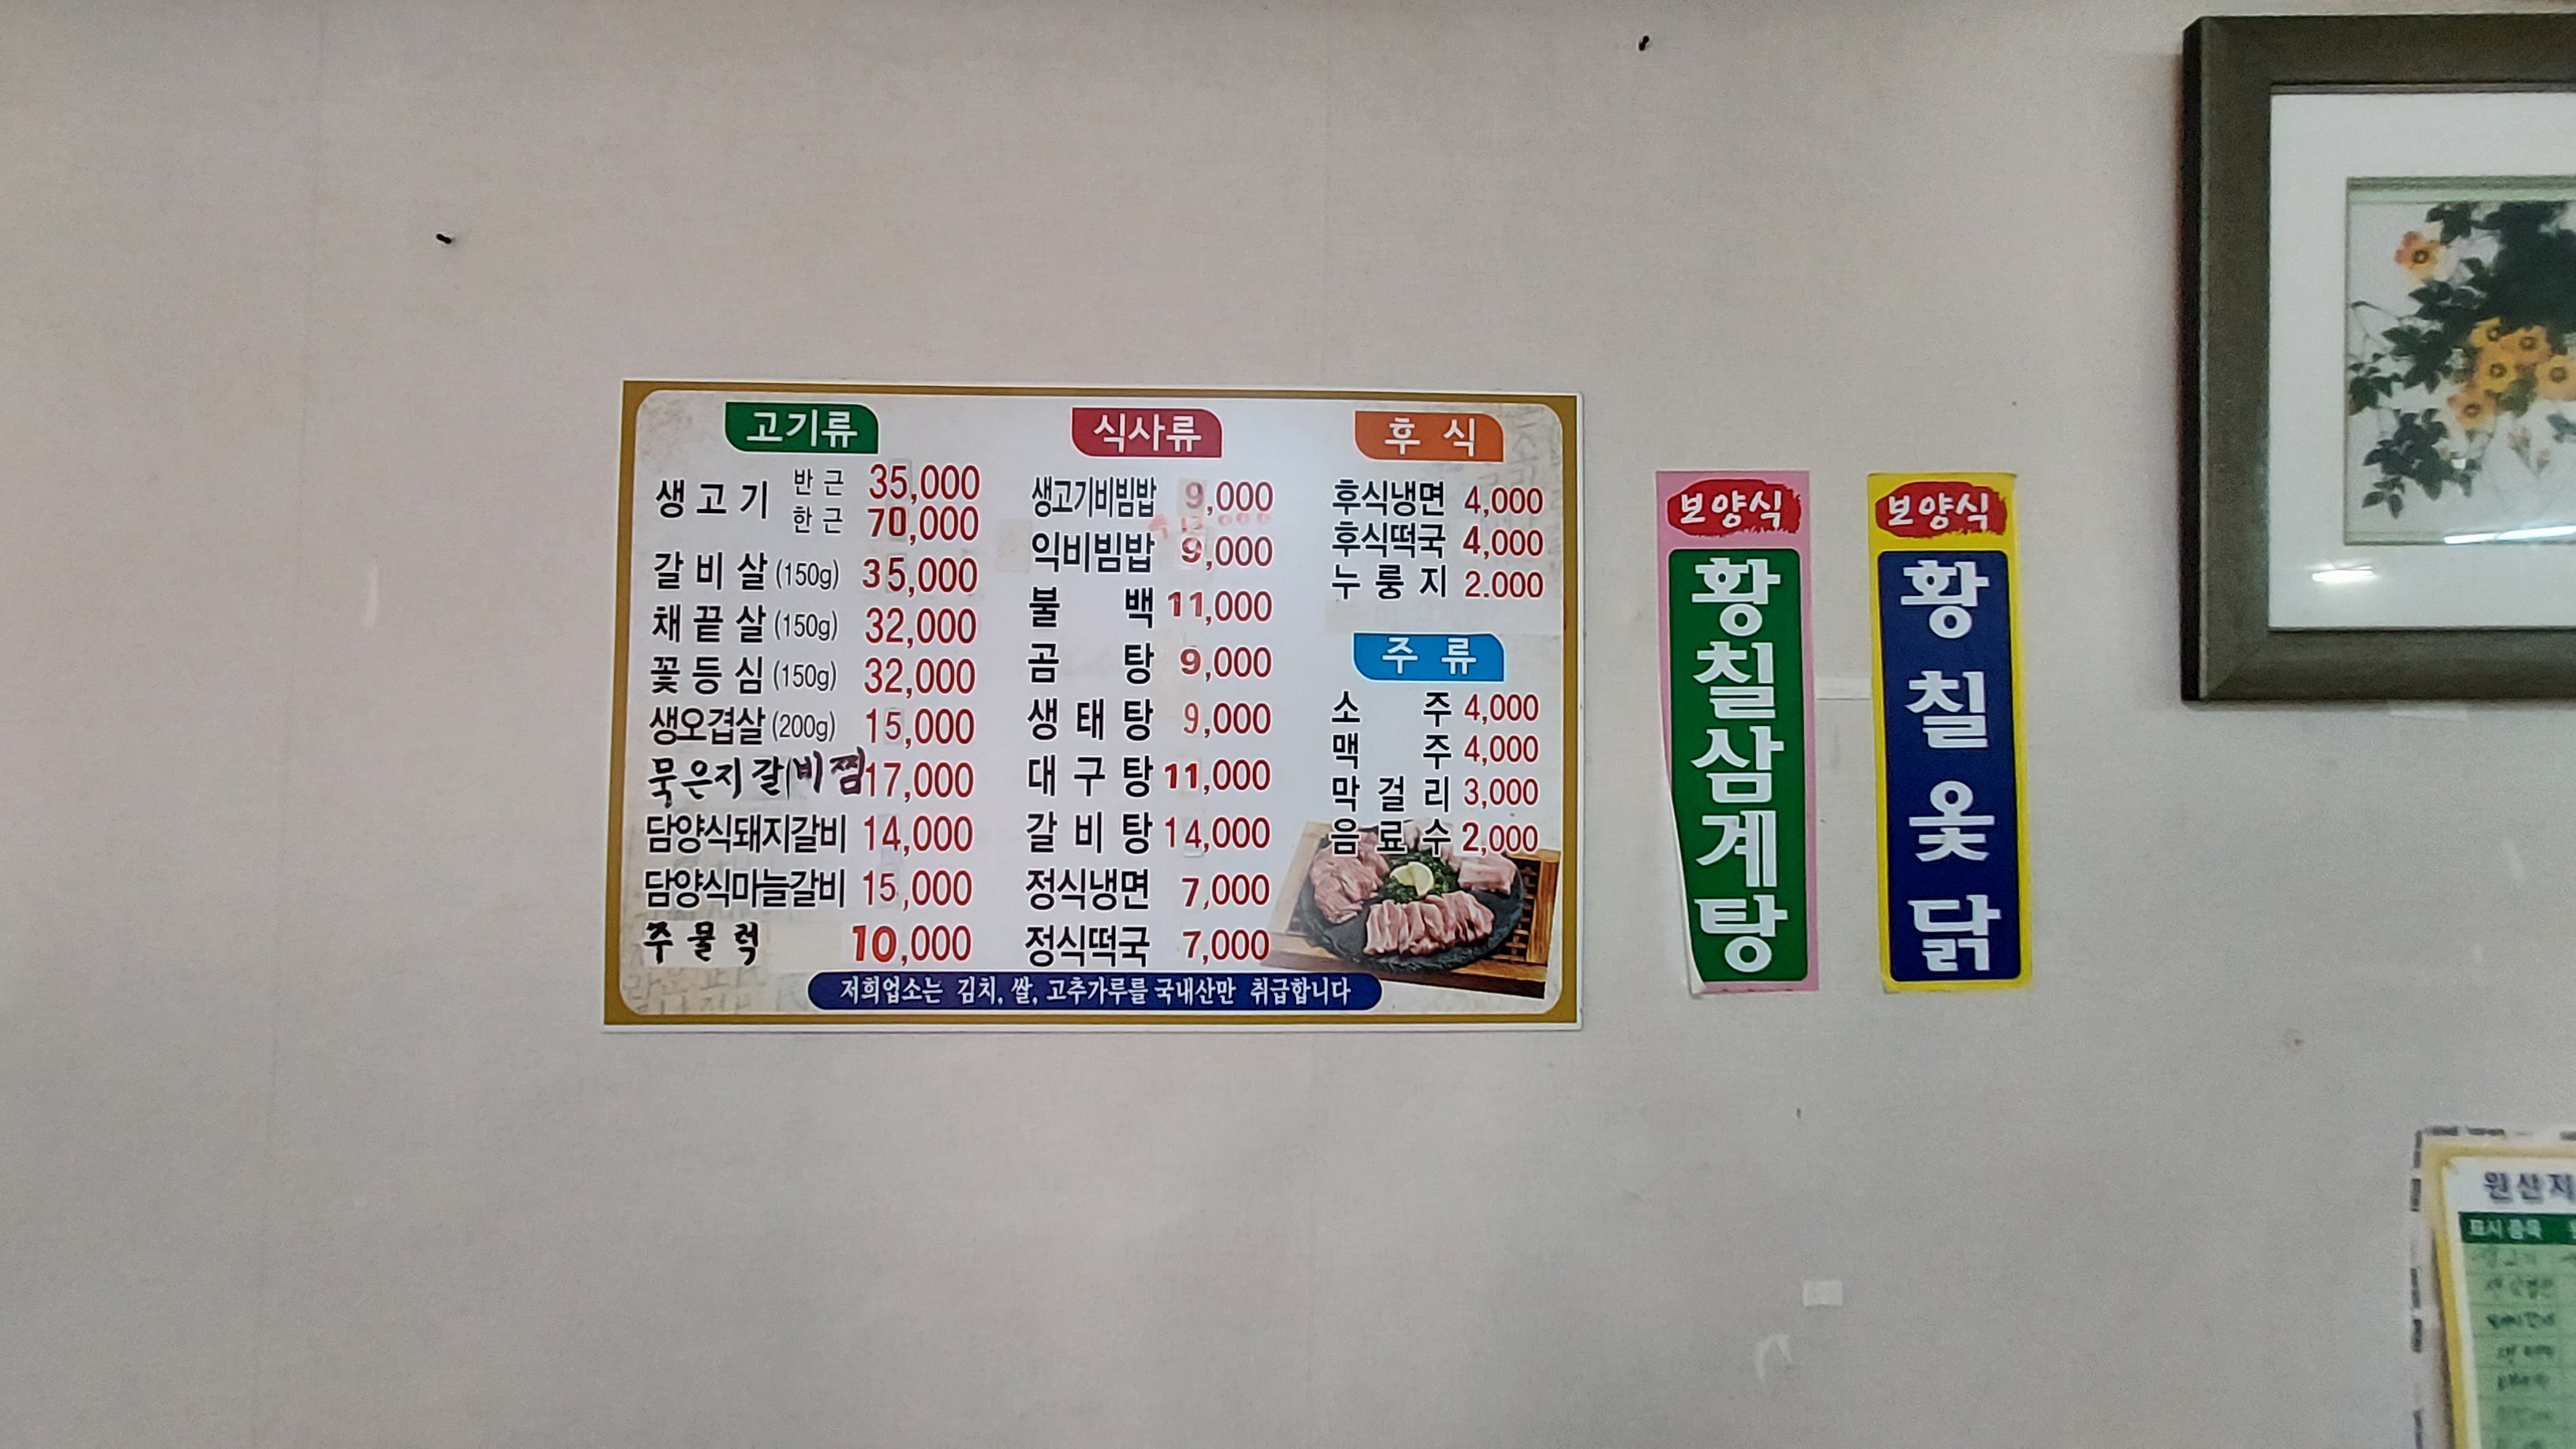 고기류
생고기 반근 35,000
한근 70,000
갈비살 (150g) 35,000
채끝살 (150g) 32,000
꽃등심 (150g) 32,000
생오겹살 (200g) 15,000
묵은지갈비찜 17,000
담양식돼지갈비 14,000
담양식마늘갈비 15,000
주물럭 10,000
식사류
생고기비빔밥 9,000
익비빔밥 9,000
불백 11,000
곰탕 9,000
생태탕 9,000
대구탕 11,000
갈비탕 14,000
정식냉면 7,000
정식떡국 7,000
후식
후식냉면 4,000
후식떡국 4,000
누룽지 2.000
주류
소주 4,000
맥주 4,000
막걸리 3,000
음료수 2,000
저희업소는 김치, 쌀, 고추가루를 국내산만 취급합니다
보양식
황칠삼계탕
보양식
황칠옻닭
원산지
표시품목